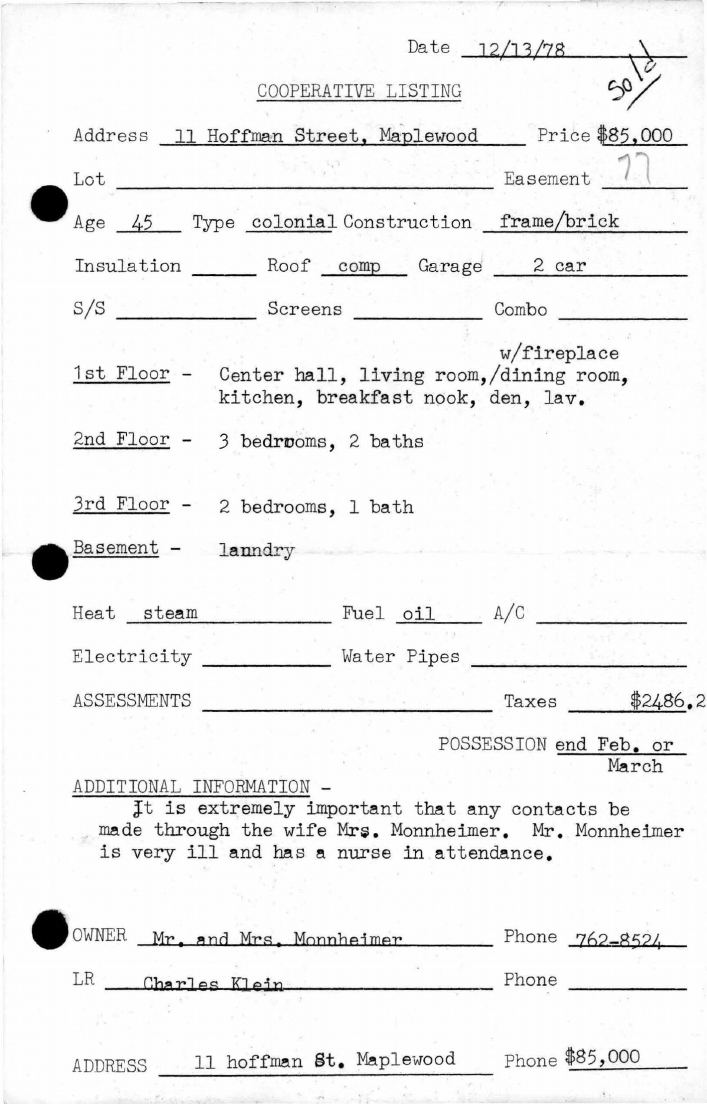 Date 12/13/78
Sold
COOPERATIVE LISTING
Address 11 Hoffman Street, Maplewood Price $85,000
Lot Easement 77
Age 45 Type colonial Construction frame/brick
Insulation Roof comp Garage 2 car
S/S Screens Combo
w/fireplace
1st Floor - Center hall, living room,/dining room,
kitchen, breakfast nook, den, lav.
2nd Floor - 3 bedrooms, 2 baths
3rd Floor - 2 bedrooms, 1 bath
Basement - lanndry
Heat steam Fuel oil A/C
Electricity Water Pipes
ASSESSMENTS Taxes $2486.2
POSSESSION end Feb. or
March
ADDITIONAL INFORMATION -
It is extremely important that any contacts be
made through the wife Mrs. Monnheimer. Mr. Monnheimer
is very ill and has a nurse in attendance.
OWNER Mr. and Mrs. Monnheimer Phone 762-8524
LR Charles Klein Phone
ADDRESS 11 hoffman St. Maplewood Phone $85,000